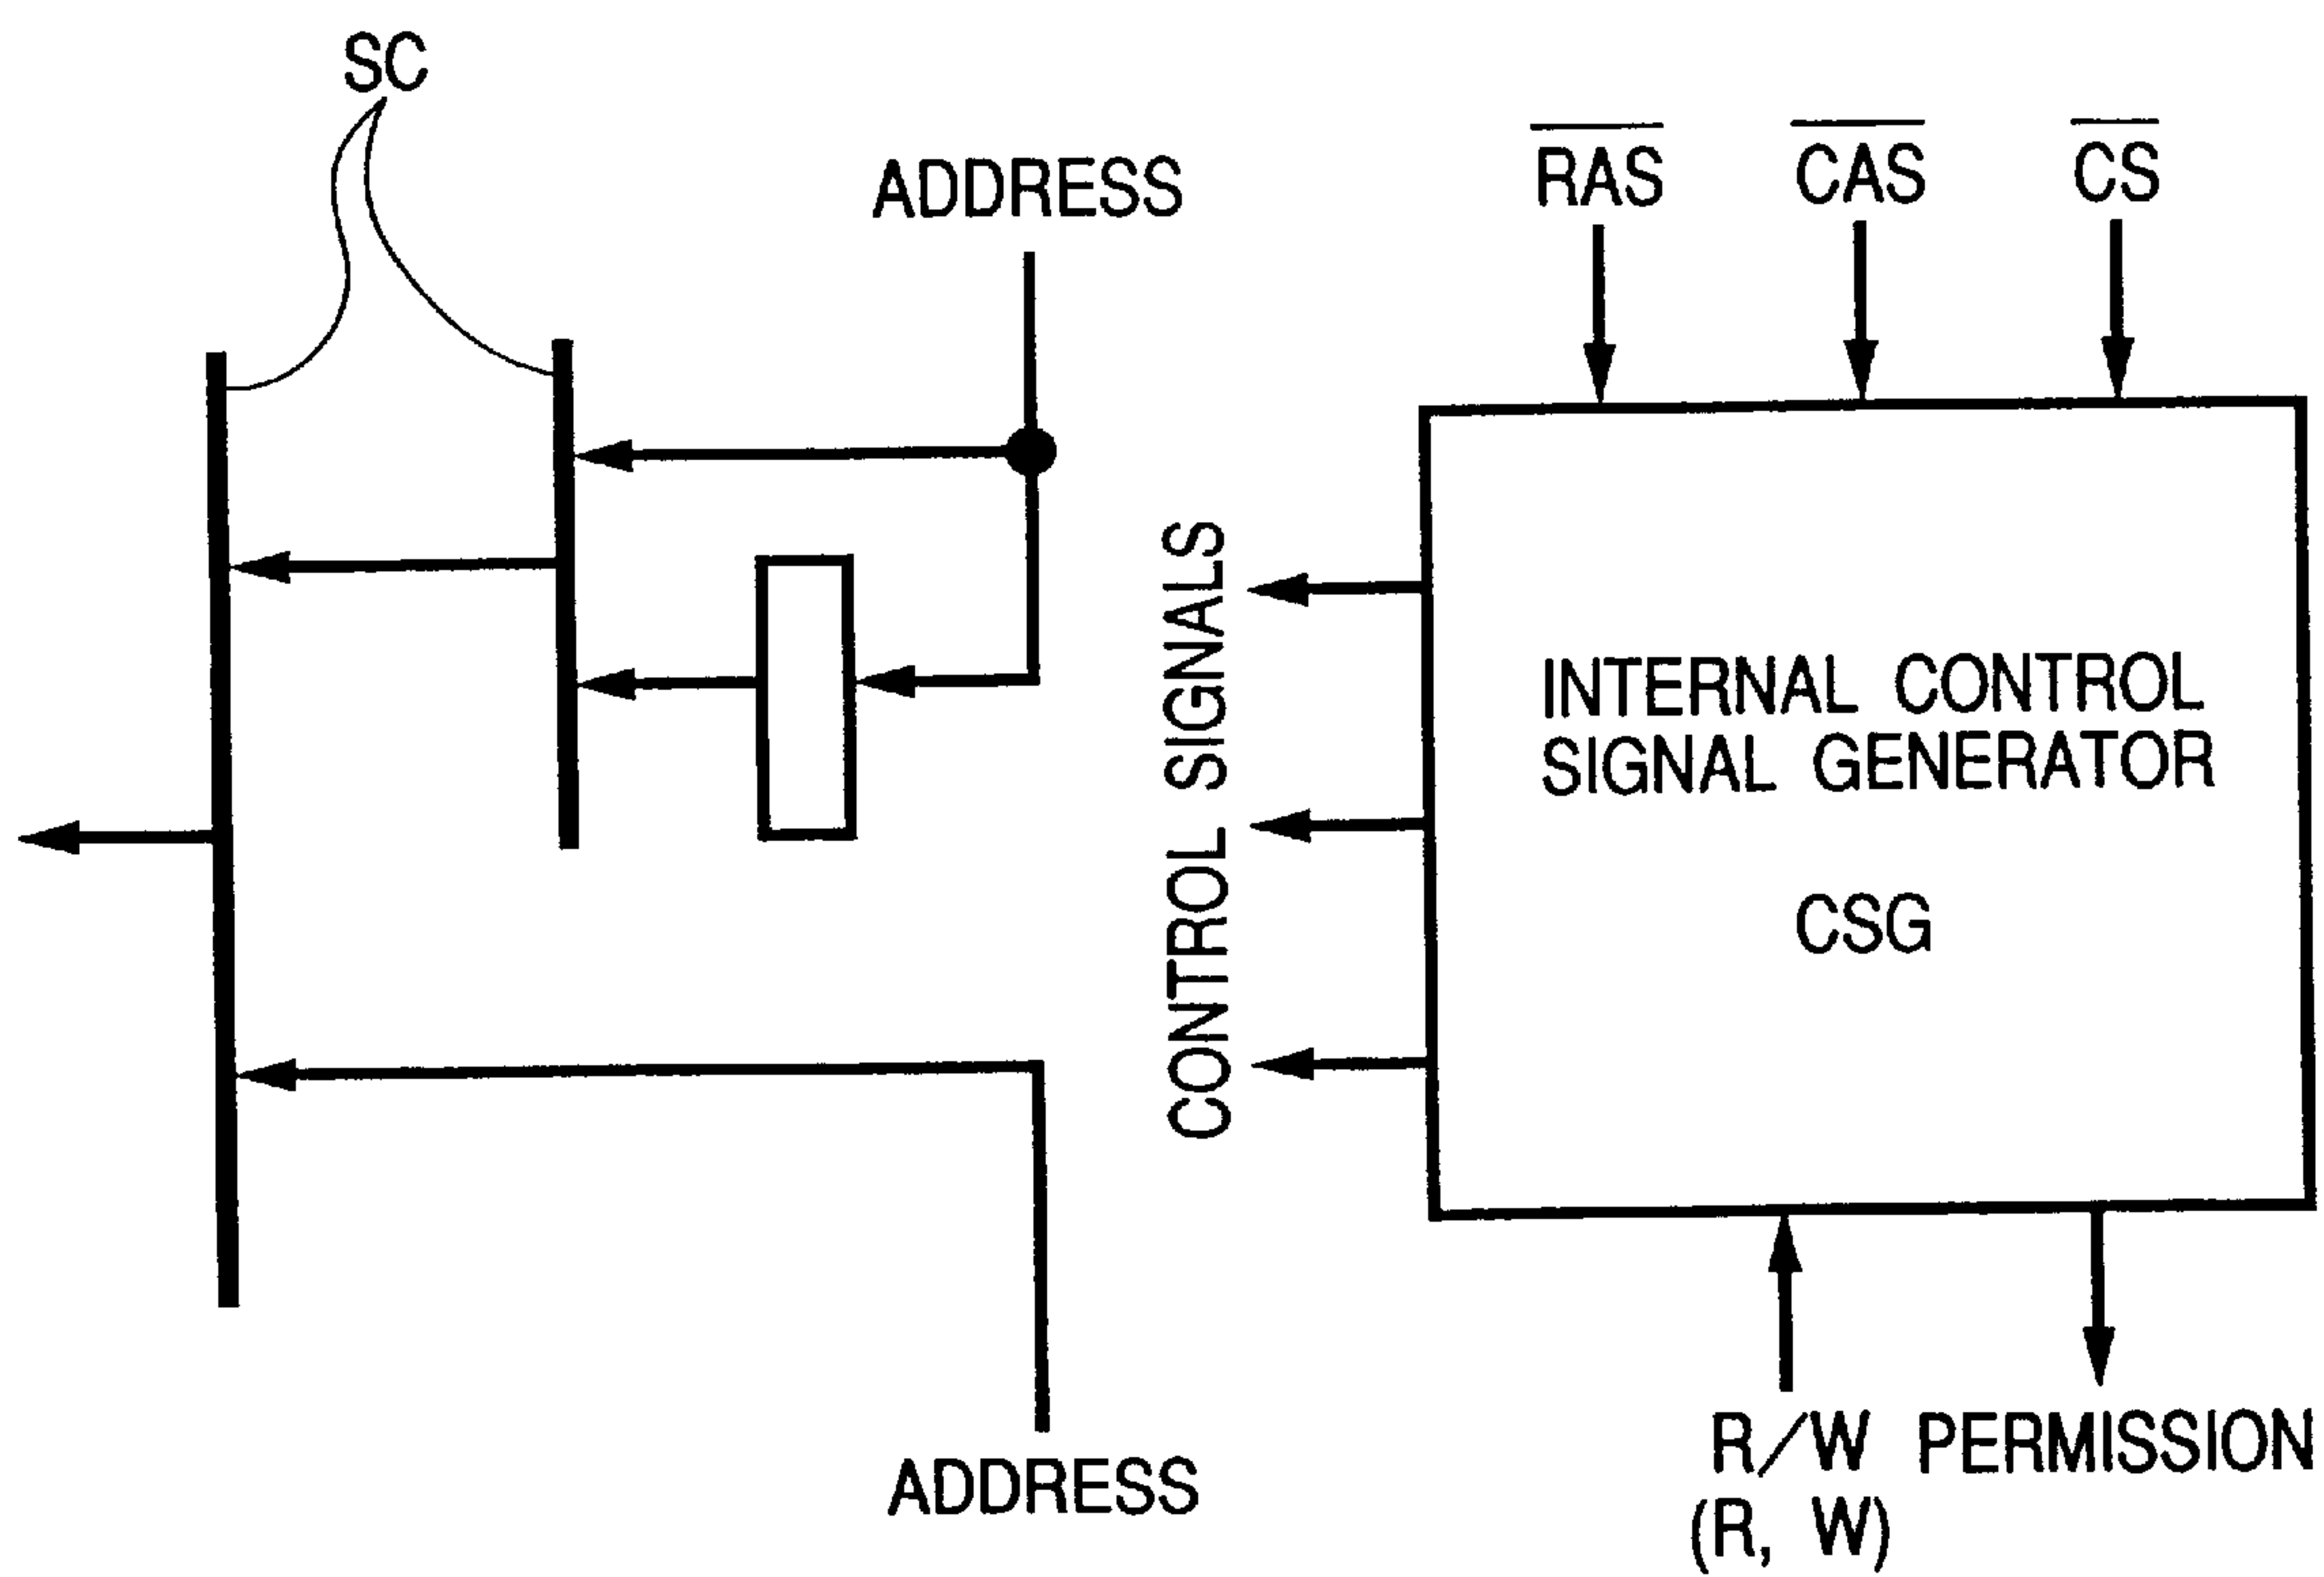 SC
ADDRESS
RAS
CAS
CS
CONTROL SIGNALS
INTERNAL CONTROL
SIGNAL GENERATOR
CSG
R/W
(R, W)
PERMISSION
ADDRESS